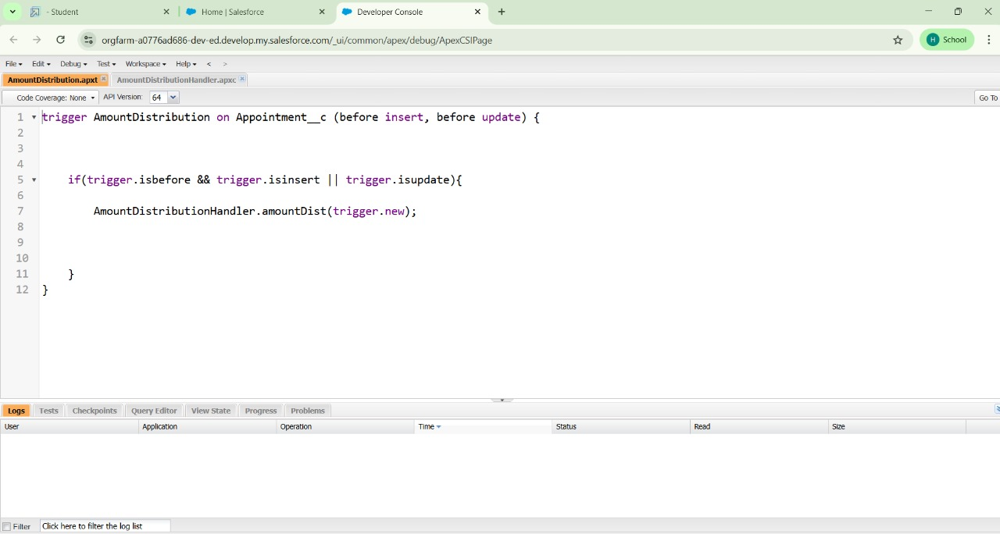 - Student
Home | Salesforce
Developer Console
orgfarm-a0776ad686-dev-ed.develop.my.salesforce.com/_ui/common/apex/debug/ApexCSIPage
H School
File Edit Debug Test Workspace Help < >
AmountDistribution.apxt AmountDistributionHandler.apxc
Code Coverage: None API Version: 64 Go To
1 trigger AmountDistribution on Appointment__c (before insert, before update) {
2
3
4
5 if(trigger.isbefore && trigger.isinsert || trigger.isupdate){
6
7 AmountDistributionHandler.amountDist(trigger.new);
8
9
10
11 }
12 }
Logs Tests Checkpoints Query Editor View State Progress Problems
User Application Operation Time Status Read Size
Filter Click here to filter the log list